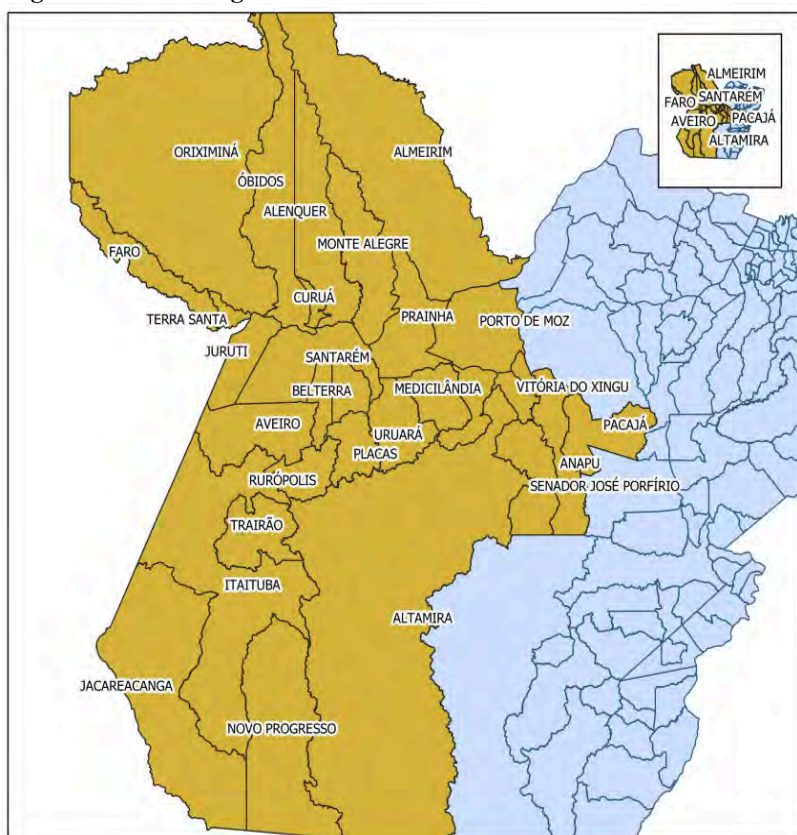 ALMEIRIM
SANTARÉM
FARO
PACAJÁ
AVEIRO
ALTAMIRA
ORIXIMINÁ
ALMEIRIM
ÓBIDOS
ALENQUER
MONTE ALEGRE
FARO
CURUÁ
TERRA SANTA
PRAINHA
PORTO DE MOZ
JURUTI
SANTARÉM
BELTERRA
MEDICILÂNDIA
VITÓRIA DO XINGU
AVEIRO
PACAJÁ
URUARÁ
PLACAS
ANAPU
RURÓPOLIS
SENADOR JOSÉ PORFÍRIO
TRAIRÃO
ITAITUBA
ALTAMIRA
JACAREACANGA
NOVO PROGRESSO